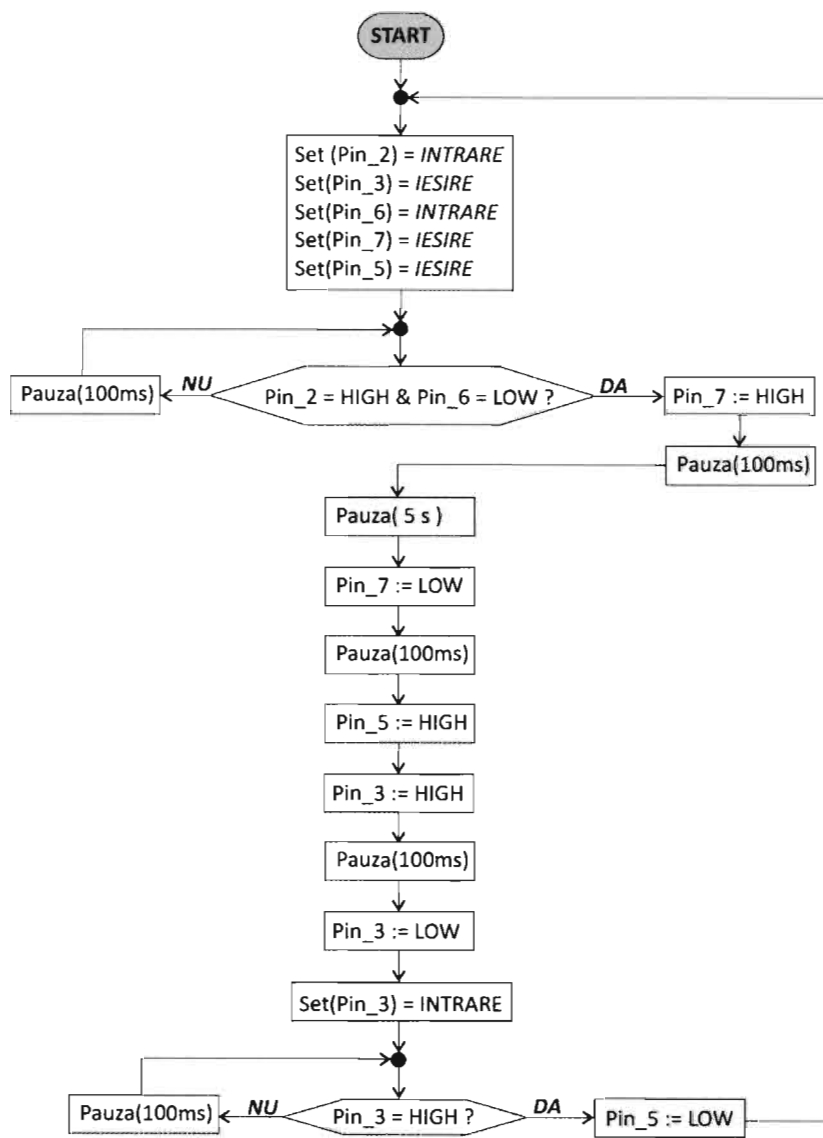 START
Set (Pin_2) = INTRARE
Set(Pin_3) = IESIRE
Set(Pin_6) = INTRARE
Set(Pin_7) = IESIRE
Set(Pin_5) = IESIRE
Pauza(100ms)
NU
Pin_2 = HIGH & Pin_6 = LOW ?
DA
Pin_7 := HIGH
Pauza(100ms)
Pauza( 5 s )
Pin_7 := LOW
Pauza(100ms)
Pin_5 := HIGH
Pin_3 := HIGH
Pauza(100ms)
Pin_3 := LOW
Set(Pin_3) = INTRARE
Pauza(100ms)
NU
Pin_3 = HIGH ?
DA
Pin_5 := LOW